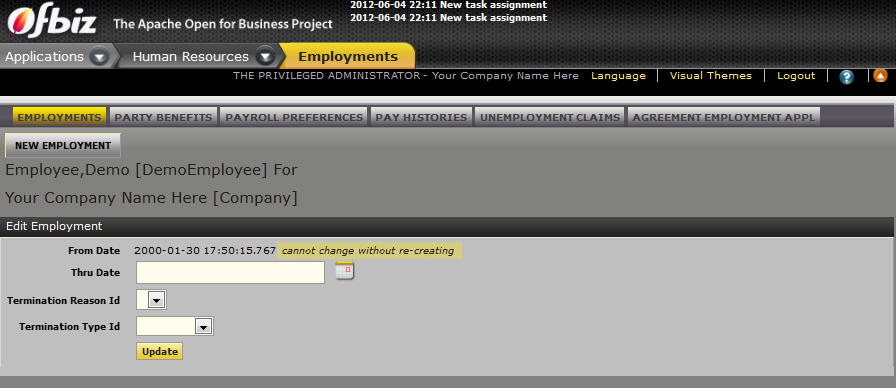 2012-06-04 22:11 New task assignment
2012-06-04 22:11 New task assignment
Ofbiz The Apache Open for Business Project
Applications Human Resources Employments
THE PRIVILEGED ADMINISTRATOR - Your Company Name Here Language Visual Themes Logout ?
EMPLOYMENTS PARTY BENEFITS PAYROLL PREFERENCES PAY HISTORIES UNEMPLOYMENT CLAIMS AGREEMENT EMPLOYMENT APPL
NEW EMPLOYMENT
Employee,Demo [DemoEmployee] For
Your Company Name Here [Company]
Edit Employment
From Date 2000-01-30 17:50:15.767 cannot change without re-creating
Thru Date
Termination Reason Id
Termination Type Id
Update